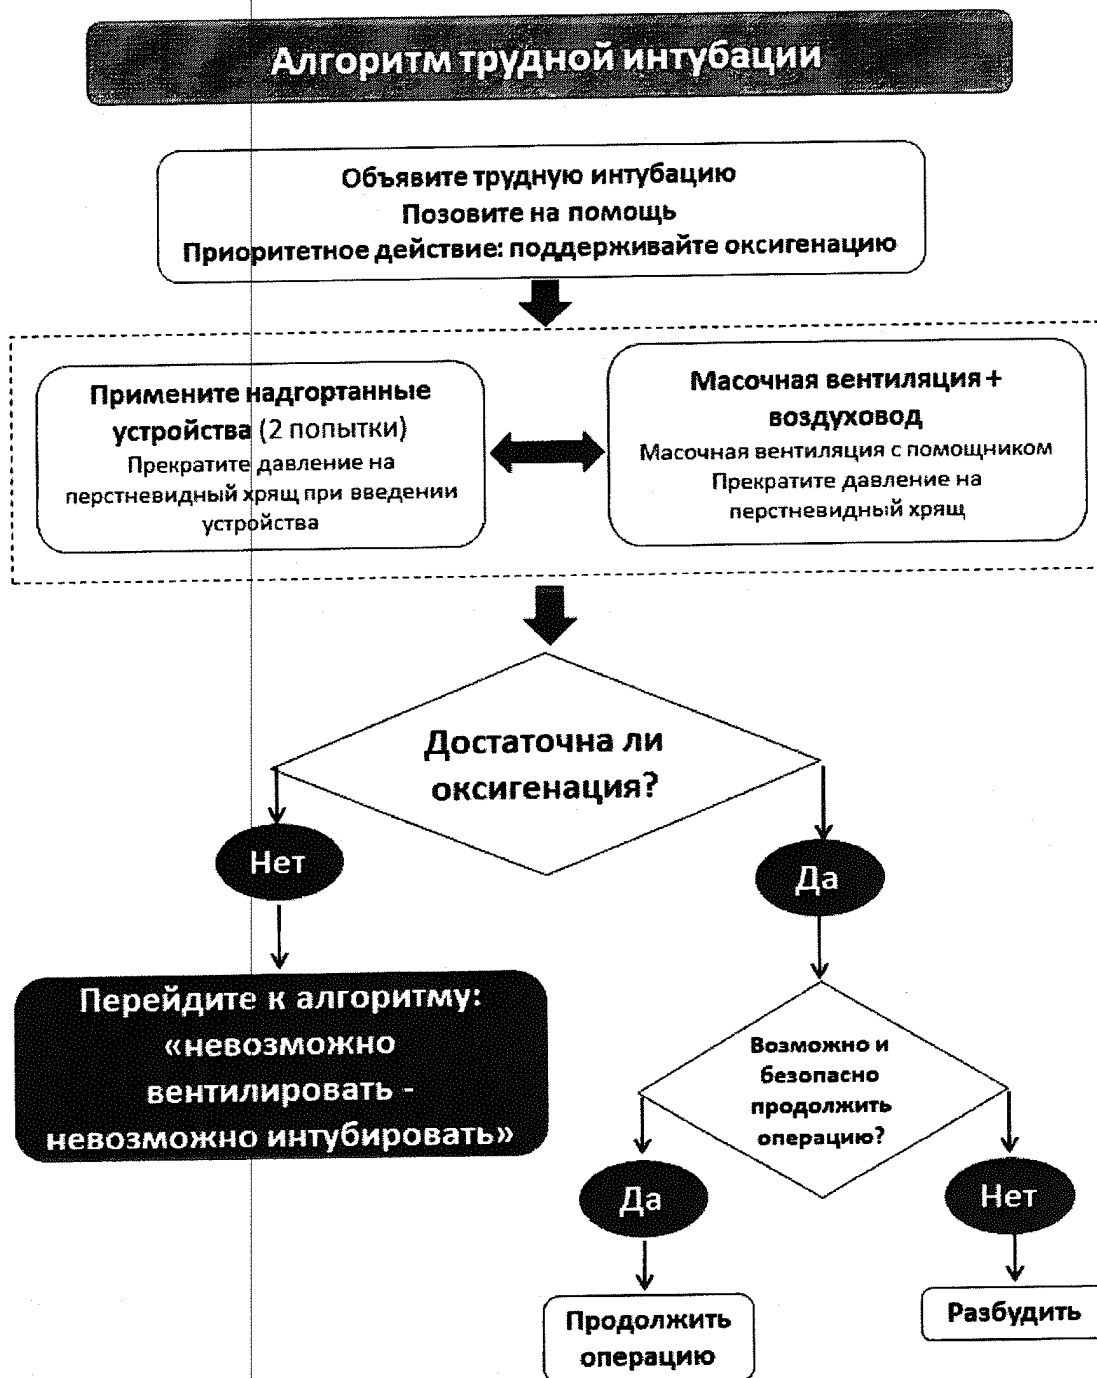 Алгоритм трудной интубации
Объявите трудную интубацию
Позовите на помощь
Приоритетное действие: поддерживайте оксигенацию
Примените надгортанные
устройства (2 попытки)
Прекратите давление на
перстневидный хрящ при введении
устройства
Масочная вентиляция +
воздуховод
Масочная вентиляция с помощником
Прекратите давление на
перстневидный хрящ
Достаточна ли
оксигенация?
Нет
Да
Перейдите к алгоритму:
«невозможно
вентилировать -
невозможно интубировать»
Возможно и
безопасно
продолжить
операцию?
Да
Нет
Продолжить
операцию
Разбудить